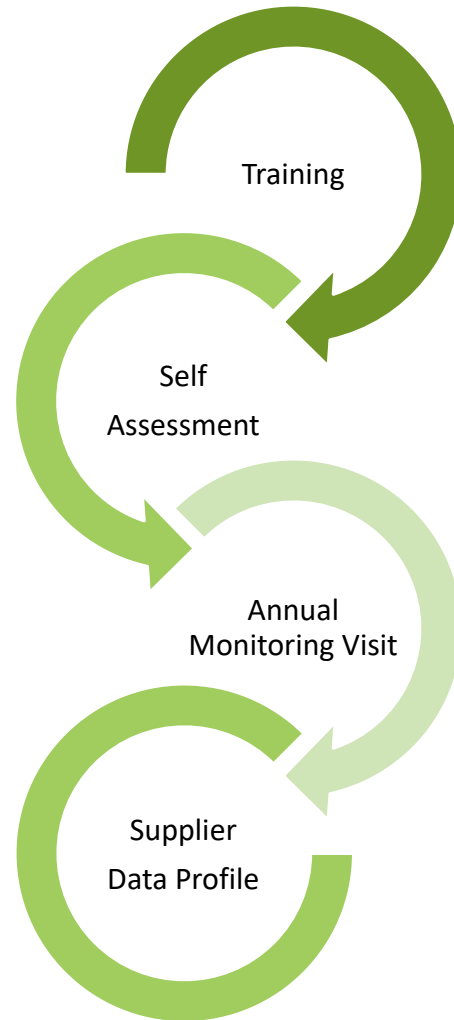 Training
Self
Assessment
Annual
Monitoring Visit
Supplier
Data Profile